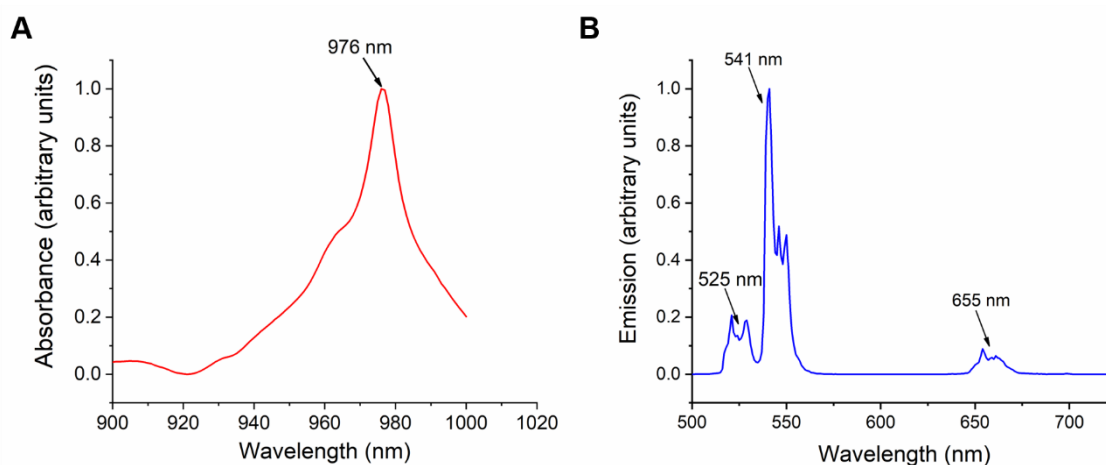 A
976 nm
1.0
0.8
0.6
0.4
0.2
0.0
Absorbance (arbitrary units)
900 920 940 960 980 1000 1020
Wavelength (nm)
B
541 nm
525 nm
655 nm
1.0
0.8
0.6
0.4
0.2
0.0
Emission (arbitrary units)
500 550 600 650 700
Wavelength (nm)